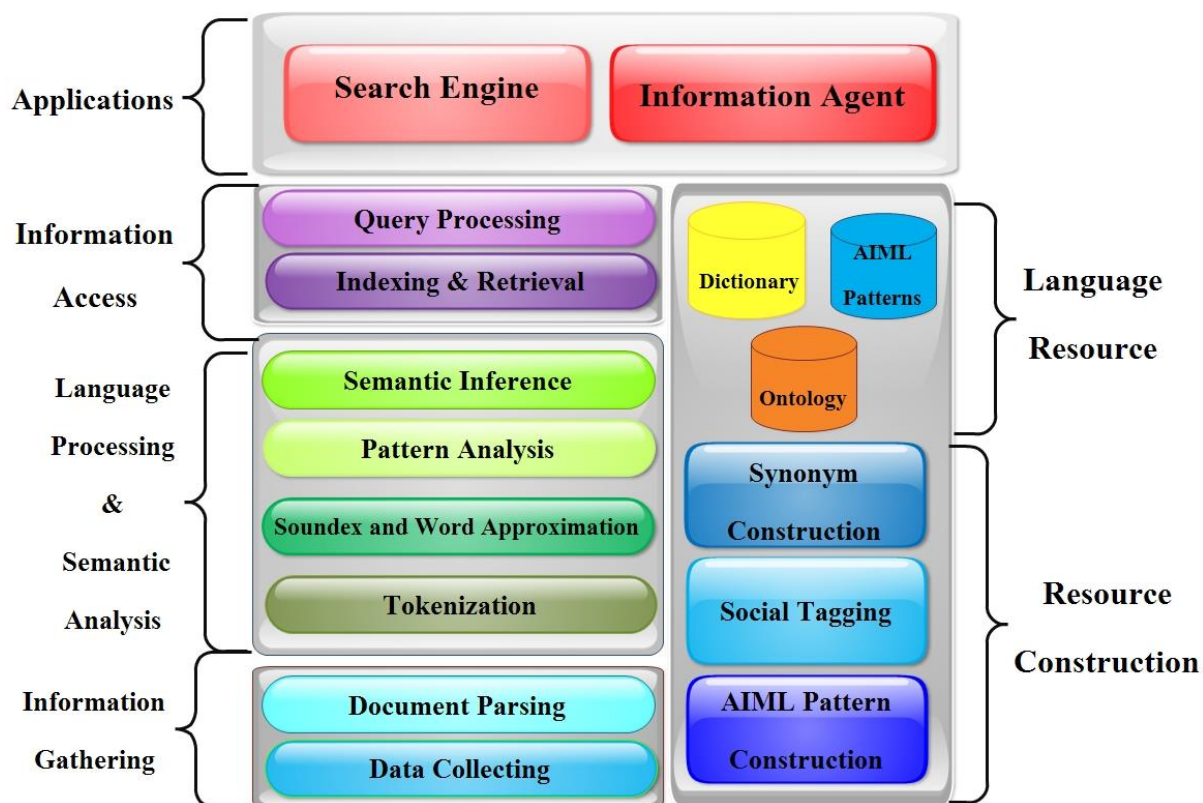 Applications
Search Engine
Information Agent
Information
Access
Query Processing
Indexing & Retrieval
Language
Processing
&
Semantic
Analysis
Semantic Inference
Pattern Analysis
Soundex and Word Approximation
Tokenization
Information
Gathering
Document Parsing
Data Collecting
Dictionary
AIML
Patterns
Ontology
Language
Resource
Synonym
Construction
Social Tagging
AIML Pattern
Construction
Resource
Construction